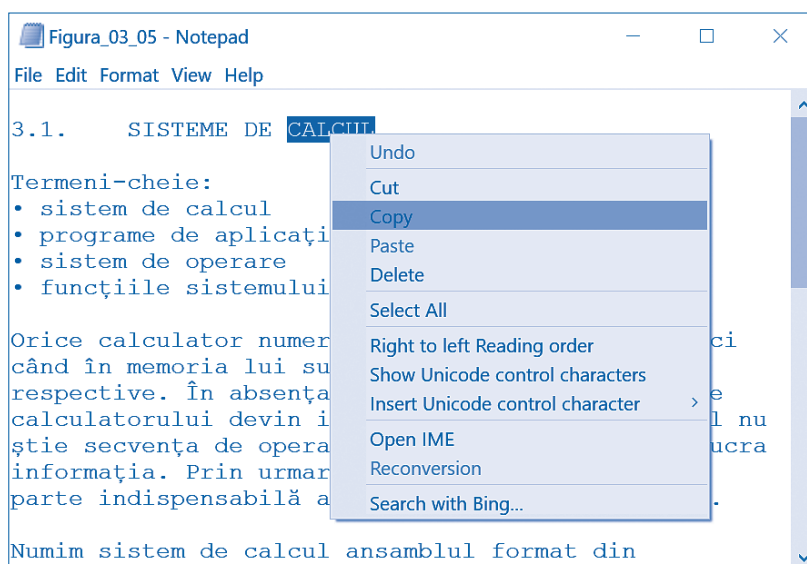 Figura_03_05 - Notepad
File Edit Format View Help
3.1. SISTEME DE CALCUL
Termeni-cheie:
• sistem de calcul
• programe de aplicați
• sistem de operare
• funcțiile sistemului
Orice calculator numer ci
când în memoria lui su
respective. În absența e
calculatorului devin i l nu
știe secvența de opera ucra
informația. Prin urmar
parte indispensabilă a .
Numim sistem de calcul ansamblul format din
Undo
Cut
Copy
Paste
Delete
Select All
Right to left Reading order
Show Unicode control characters
Insert Unicode control character
Open IME
Reconversion
Search with Bing...